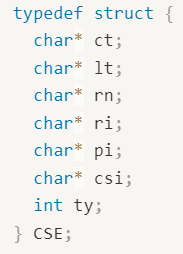 typedef struct {
  char* ct;
  char* lt;
  char* rn;
  char* ri;
  char* pi;
  char* csi;
  int ty;
} CSE;